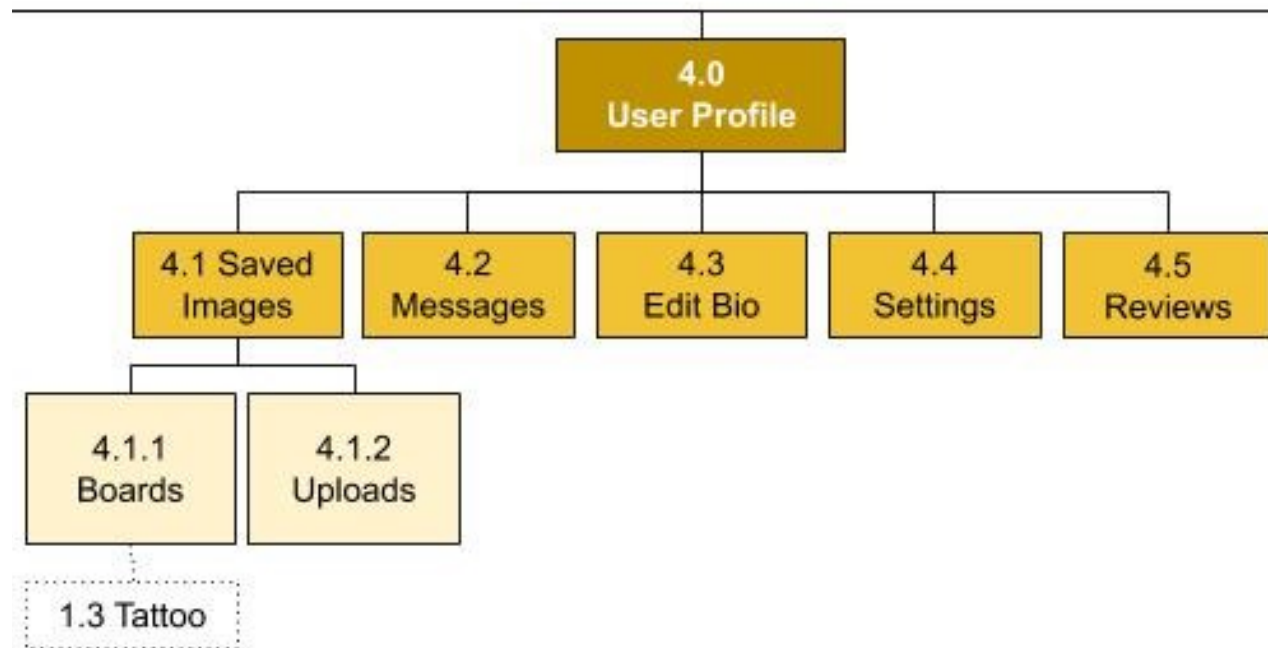 4.0
User Profile
4.1 Saved
Images
4.2
Messages
4.3
Edit Bio
4.4
Settings
4.5
Reviews
4.1.1
Boards
4.1.2
Uploads
1.3 Tattoo